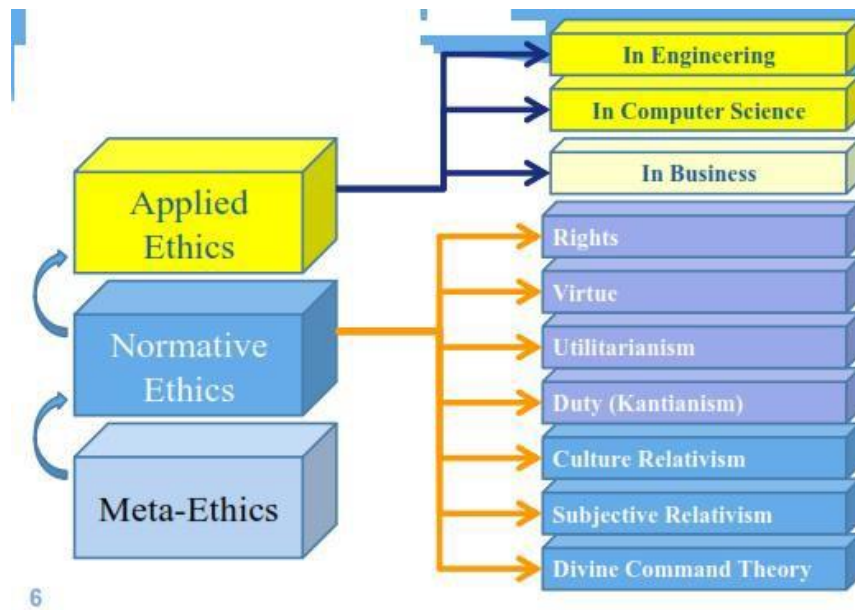 In Engineering
In Computer Science
In Business
Applied
Ethics
Rights
Virtue
Normative
Ethics
Utilitarianism
Duty (Kantianism)
Culture Relativism
Meta-Ethics
Subjective Relativism
Divine Command Theory
6